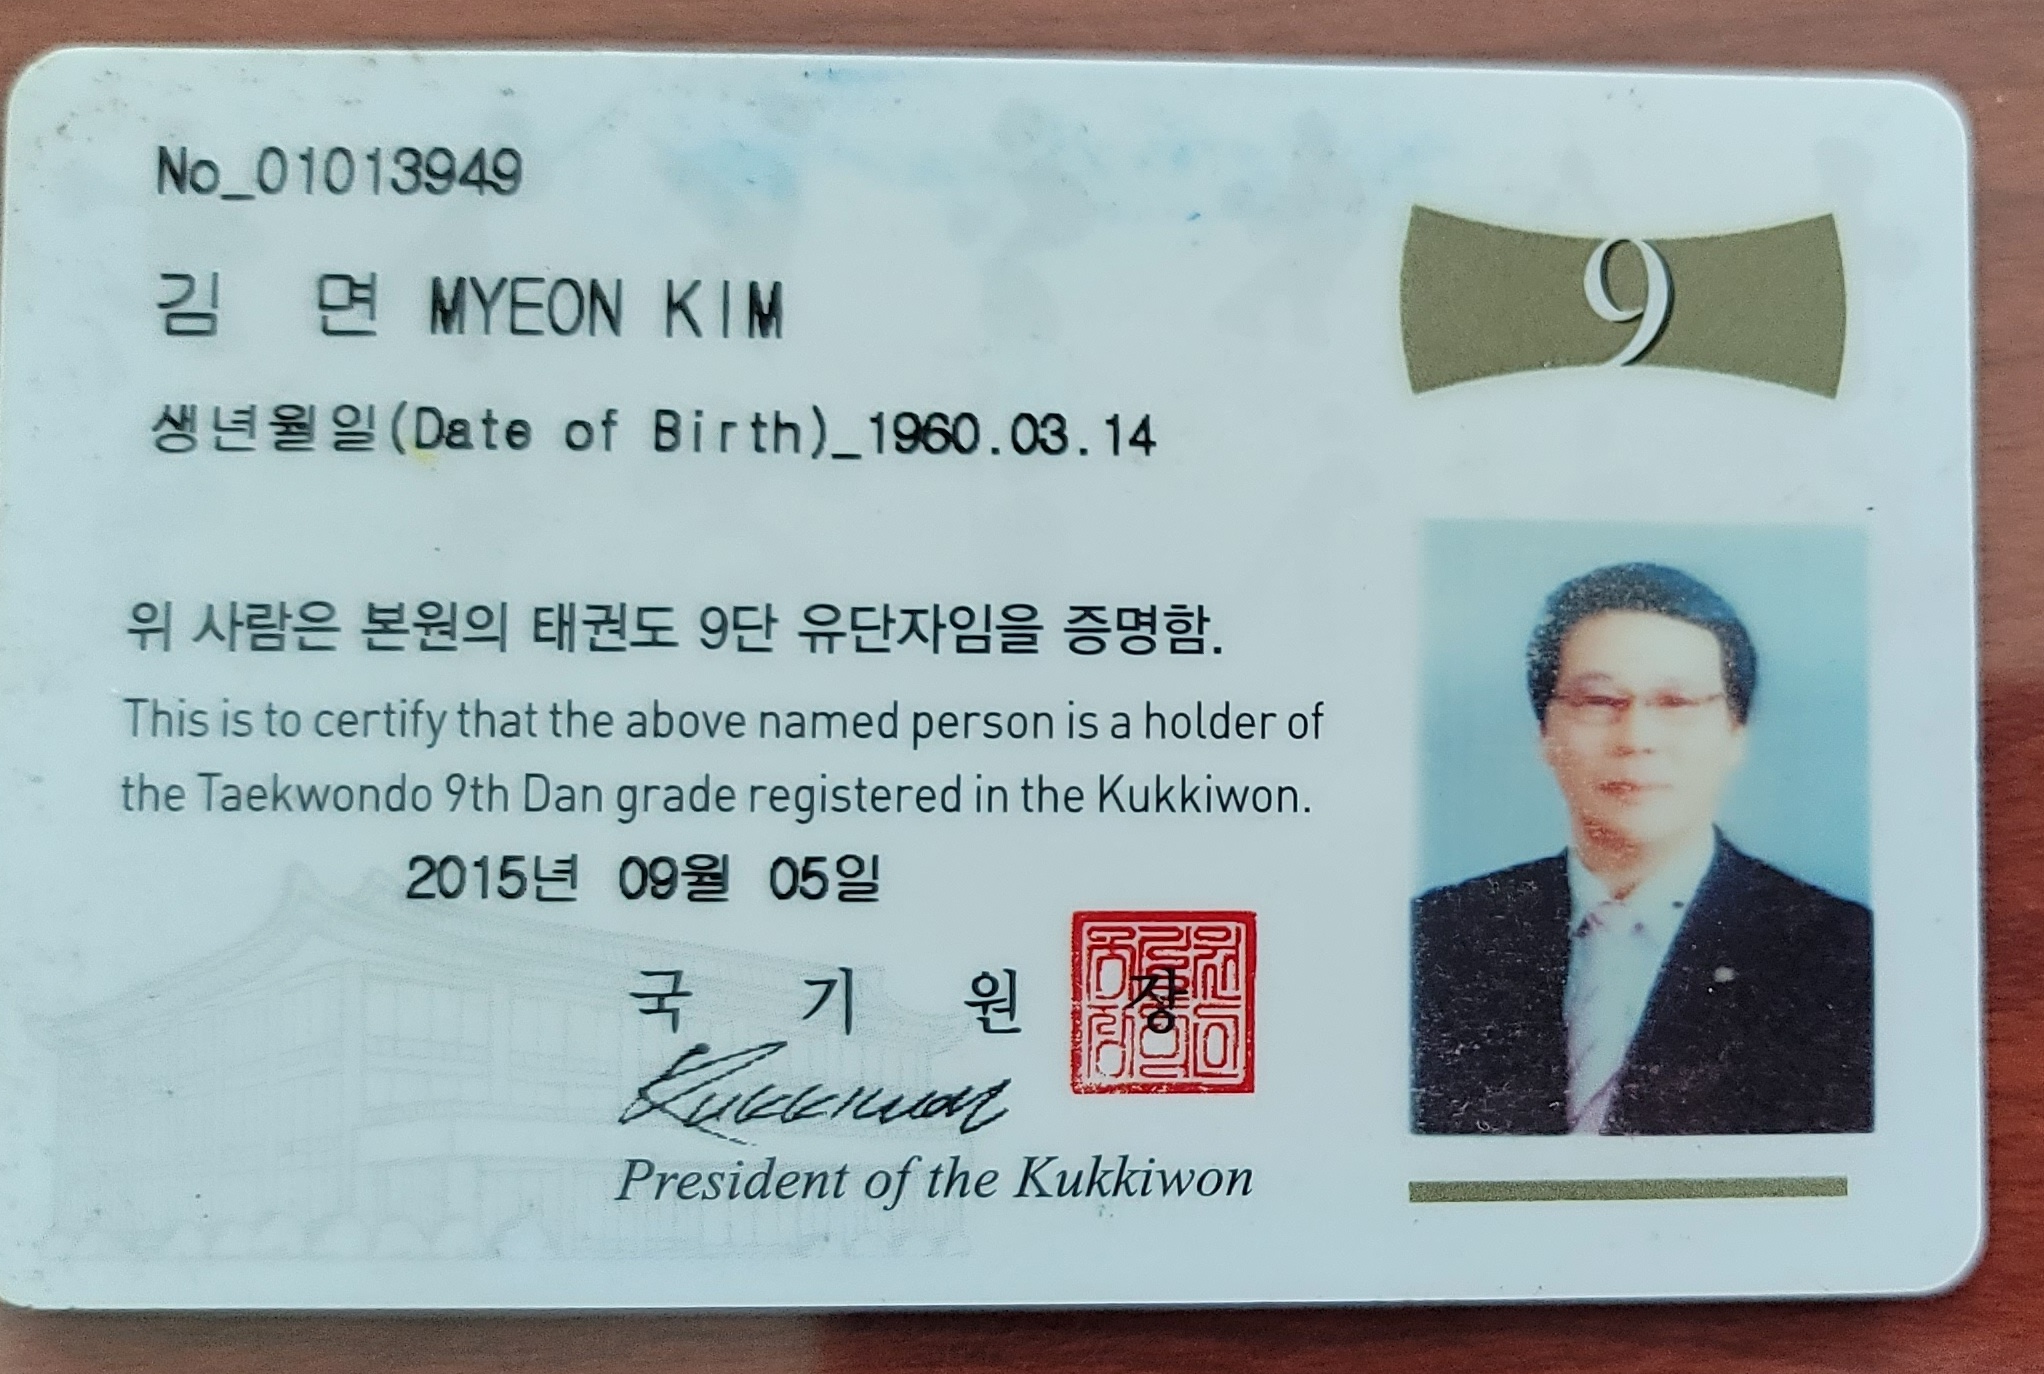 No_01013949
9
김 면 MYEON KIM
생년월일(Date of Birth)_1960.03.14
위 사람은 본원의 태권도 9단 유단자임을 증명함.
This is to certify that the above named person is a holder of
the Taekwondo 9th Dan grade registered in the Kukkiwon.
2015년 09월 05일
국 기 원 장
Kukkiwon
President of the Kukkiwon